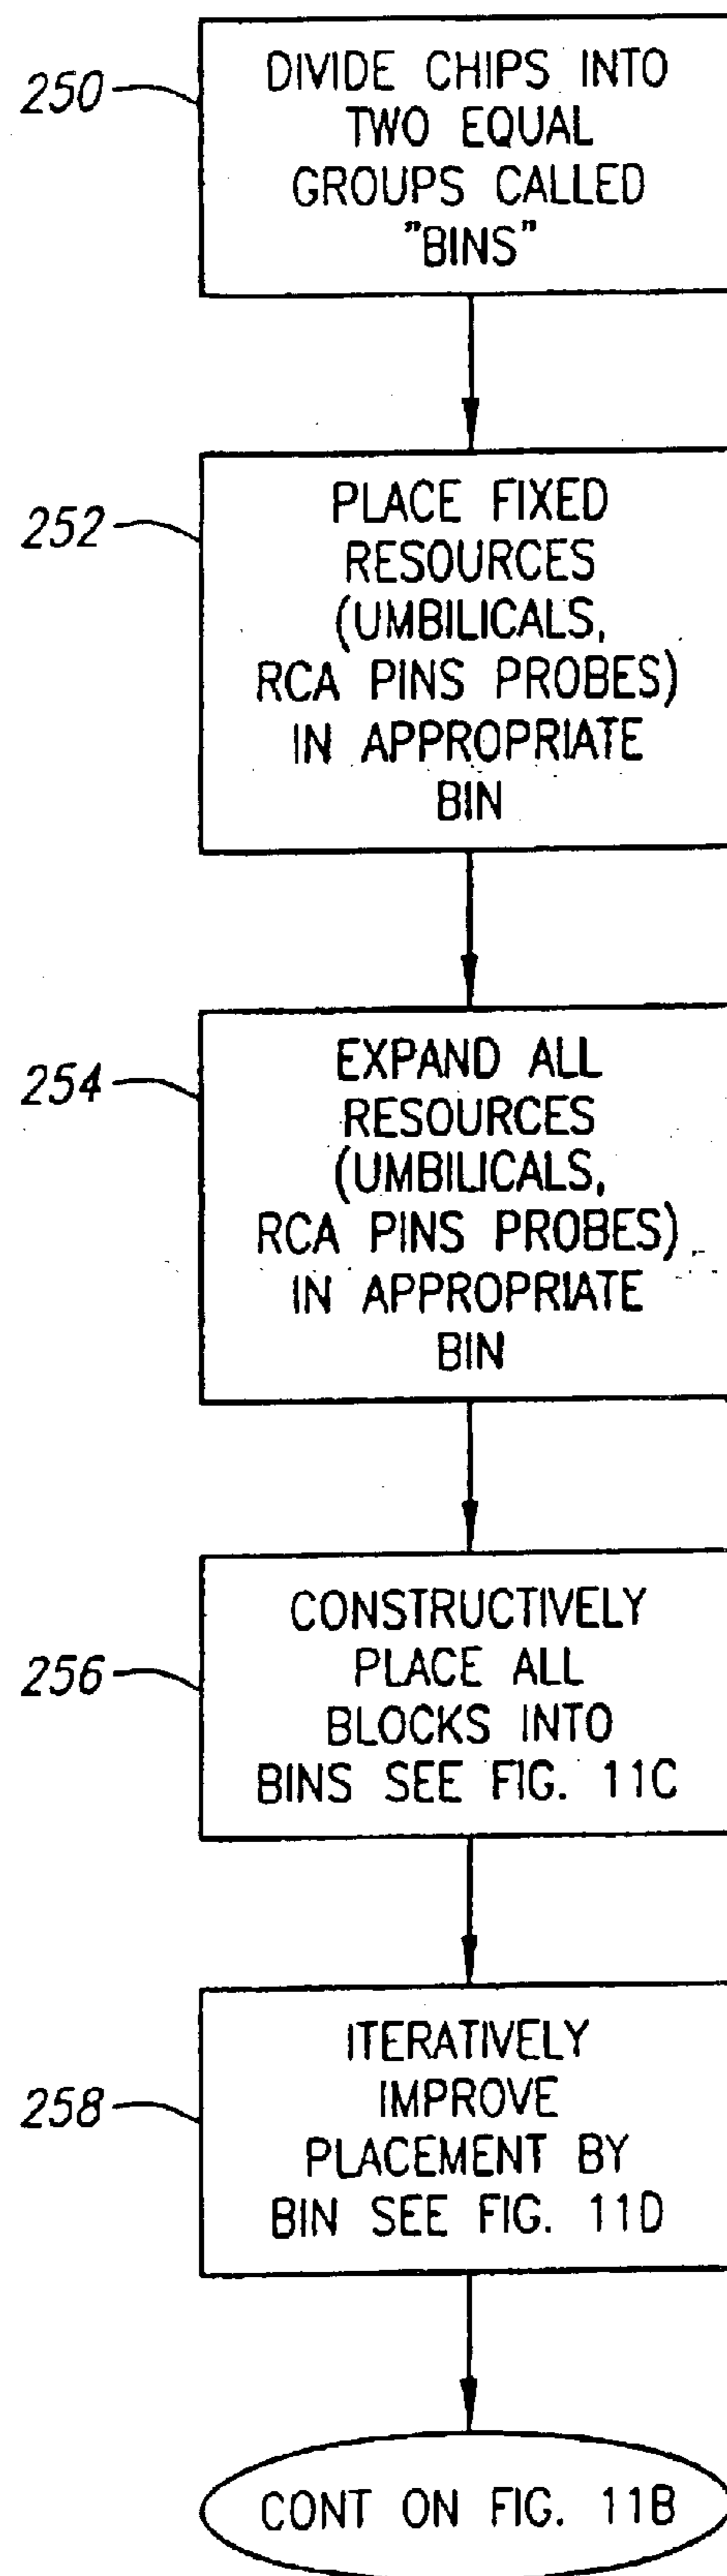 250
DIVIDE CHIPS INTO
TWO EQUAL
GROUPS CALLED
"BINS"
252
PLACE FIXED
RESOURCES
(UMBILICALS,
RCA PINS PROBES)
IN APPROPRIATE
BIN
254
EXPAND ALL
RESOURCES
(UMBILICALS,
RCA PINS PROBES)
IN APPROPRIATE
BIN
256
CONSTRUCTIVELY
PLACE ALL
BLOCKS INTO
BINS SEE FIG. 11C
258
ITERATIVELY
IMPROVE
PLACEMENT BY
BIN SEE FIG. 11D
CONT ON FIG. 11B